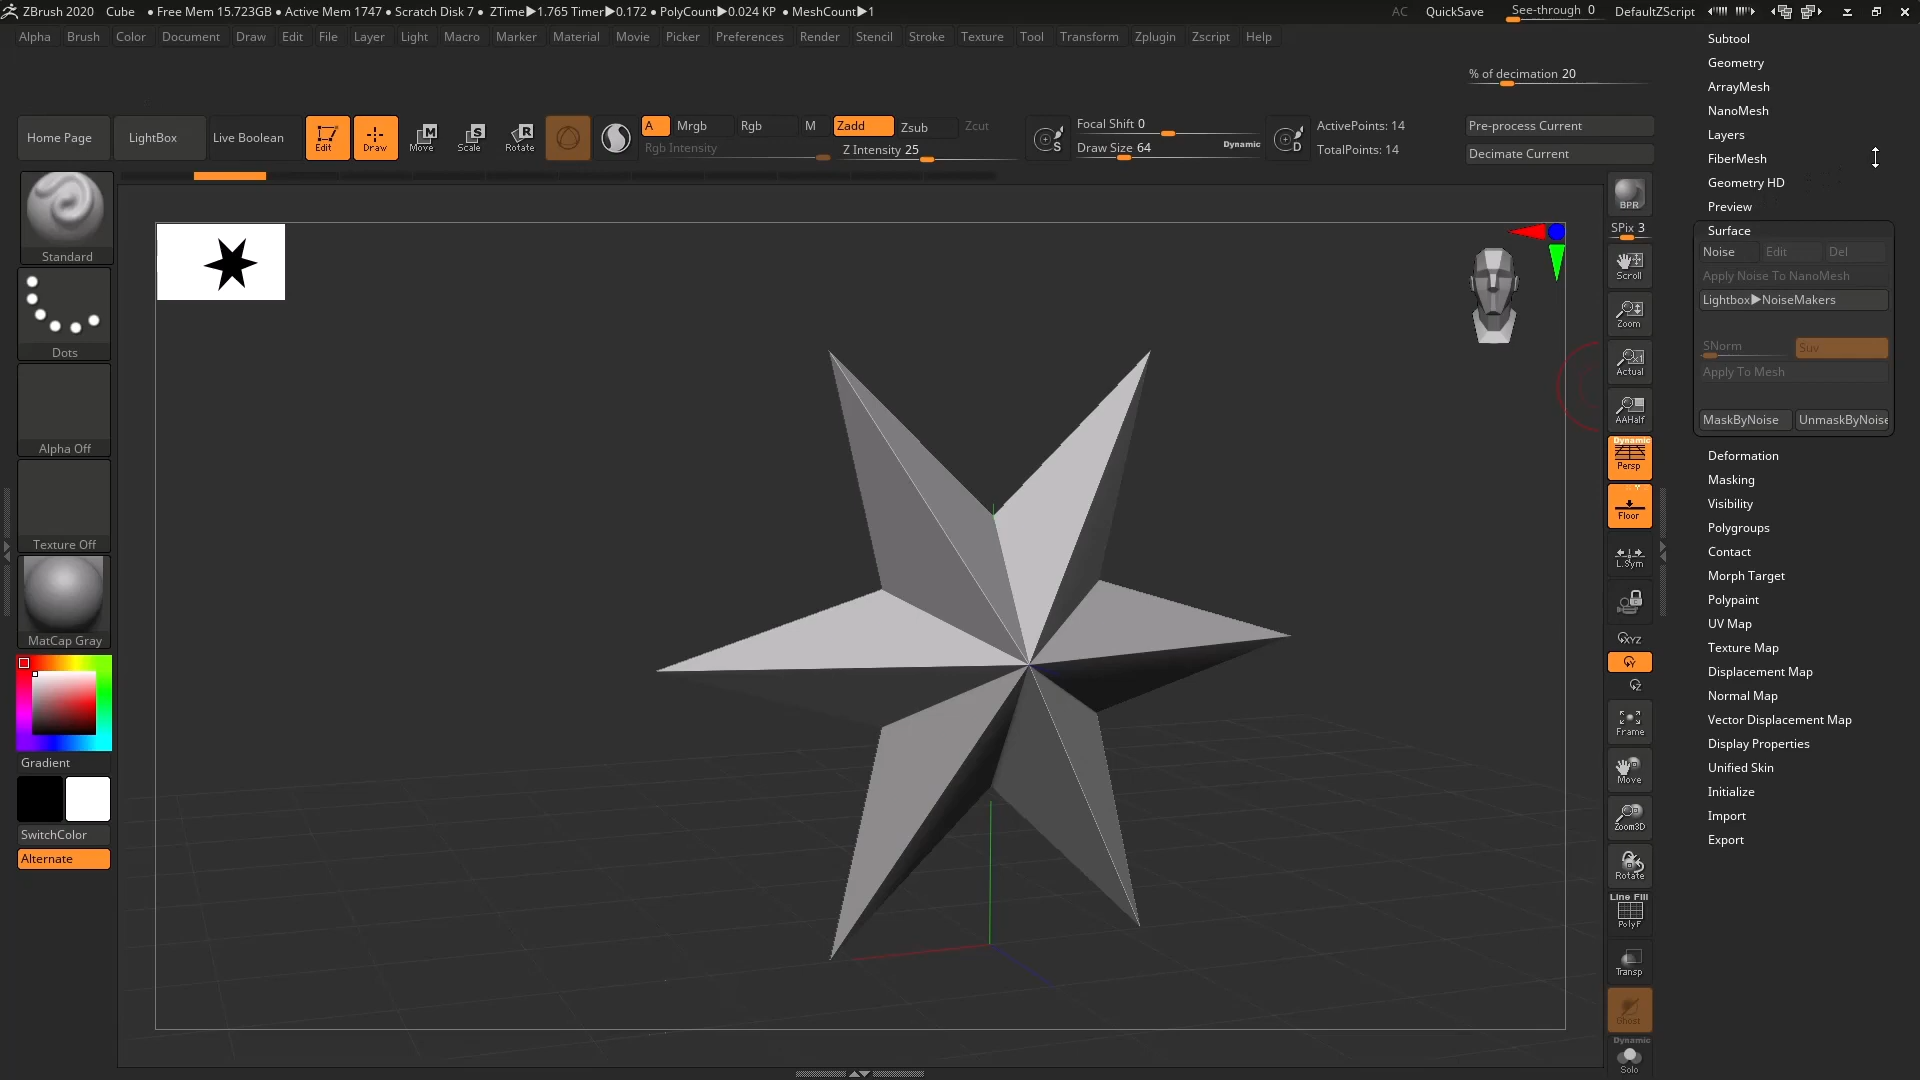 ZBrush 2020 Cube ● Free Mem 15.723GB ● Active Mem 1747 ● Scratch Disk 7 ● ZTime▶1.765 Timer▶0.172 ● PolyCount▶0.024 KP ● MeshCount▶1 AC QuickSave See-through 0 DefaultZScript
Alpha Brush Color Document Draw Edit File Layer Light Macro Marker Material Movie Picker Preferences Render Stencil Stroke Texture Tool Transform Zplugin Zscript Help
% of decimation 20
Home Page LightBox Live Boolean Edit Draw Move Scale Rotate
M S R
A Mrgb Rgb M Zadd Zsub Zcut
Rgb Intensity Z Intensity 25
S Focal Shift 0
Draw Size 64 Dynamic
D ActivePoints: 14
TotalPoints: 14
Pre-process Current
Decimate Current
Standard
Dots
Alpha Off
Texture Off
MatCap Gray
Gradient
SwitchColor
Alternate
BPR
SPix 3
Scroll
Zoom
Actual
AAHalf
Dynamic
Persp
Floor
L.Sym
XYZ
Y
Z
Frame
Move
Zoom3D
Rotate
Line Fill
PolyF
Transp
Ghost
Dynamic
Solo
Subtool
Geometry
ArrayMesh
NanoMesh
Layers
FiberMesh
Geometry HD
Preview
Surface
Noise Edit Del
Apply Noise To NanoMesh
Lightbox▶NoiseMakers
SNorm Suv
Apply To Mesh
MaskByNoise UnmaskByNoise
Deformation
Masking
Visibility
Polygroups
Contact
Morph Target
Polypaint
UV Map
Texture Map
Displacement Map
Normal Map
Vector Displacement Map
Display Properties
Unified Skin
Initialize
Import
Export